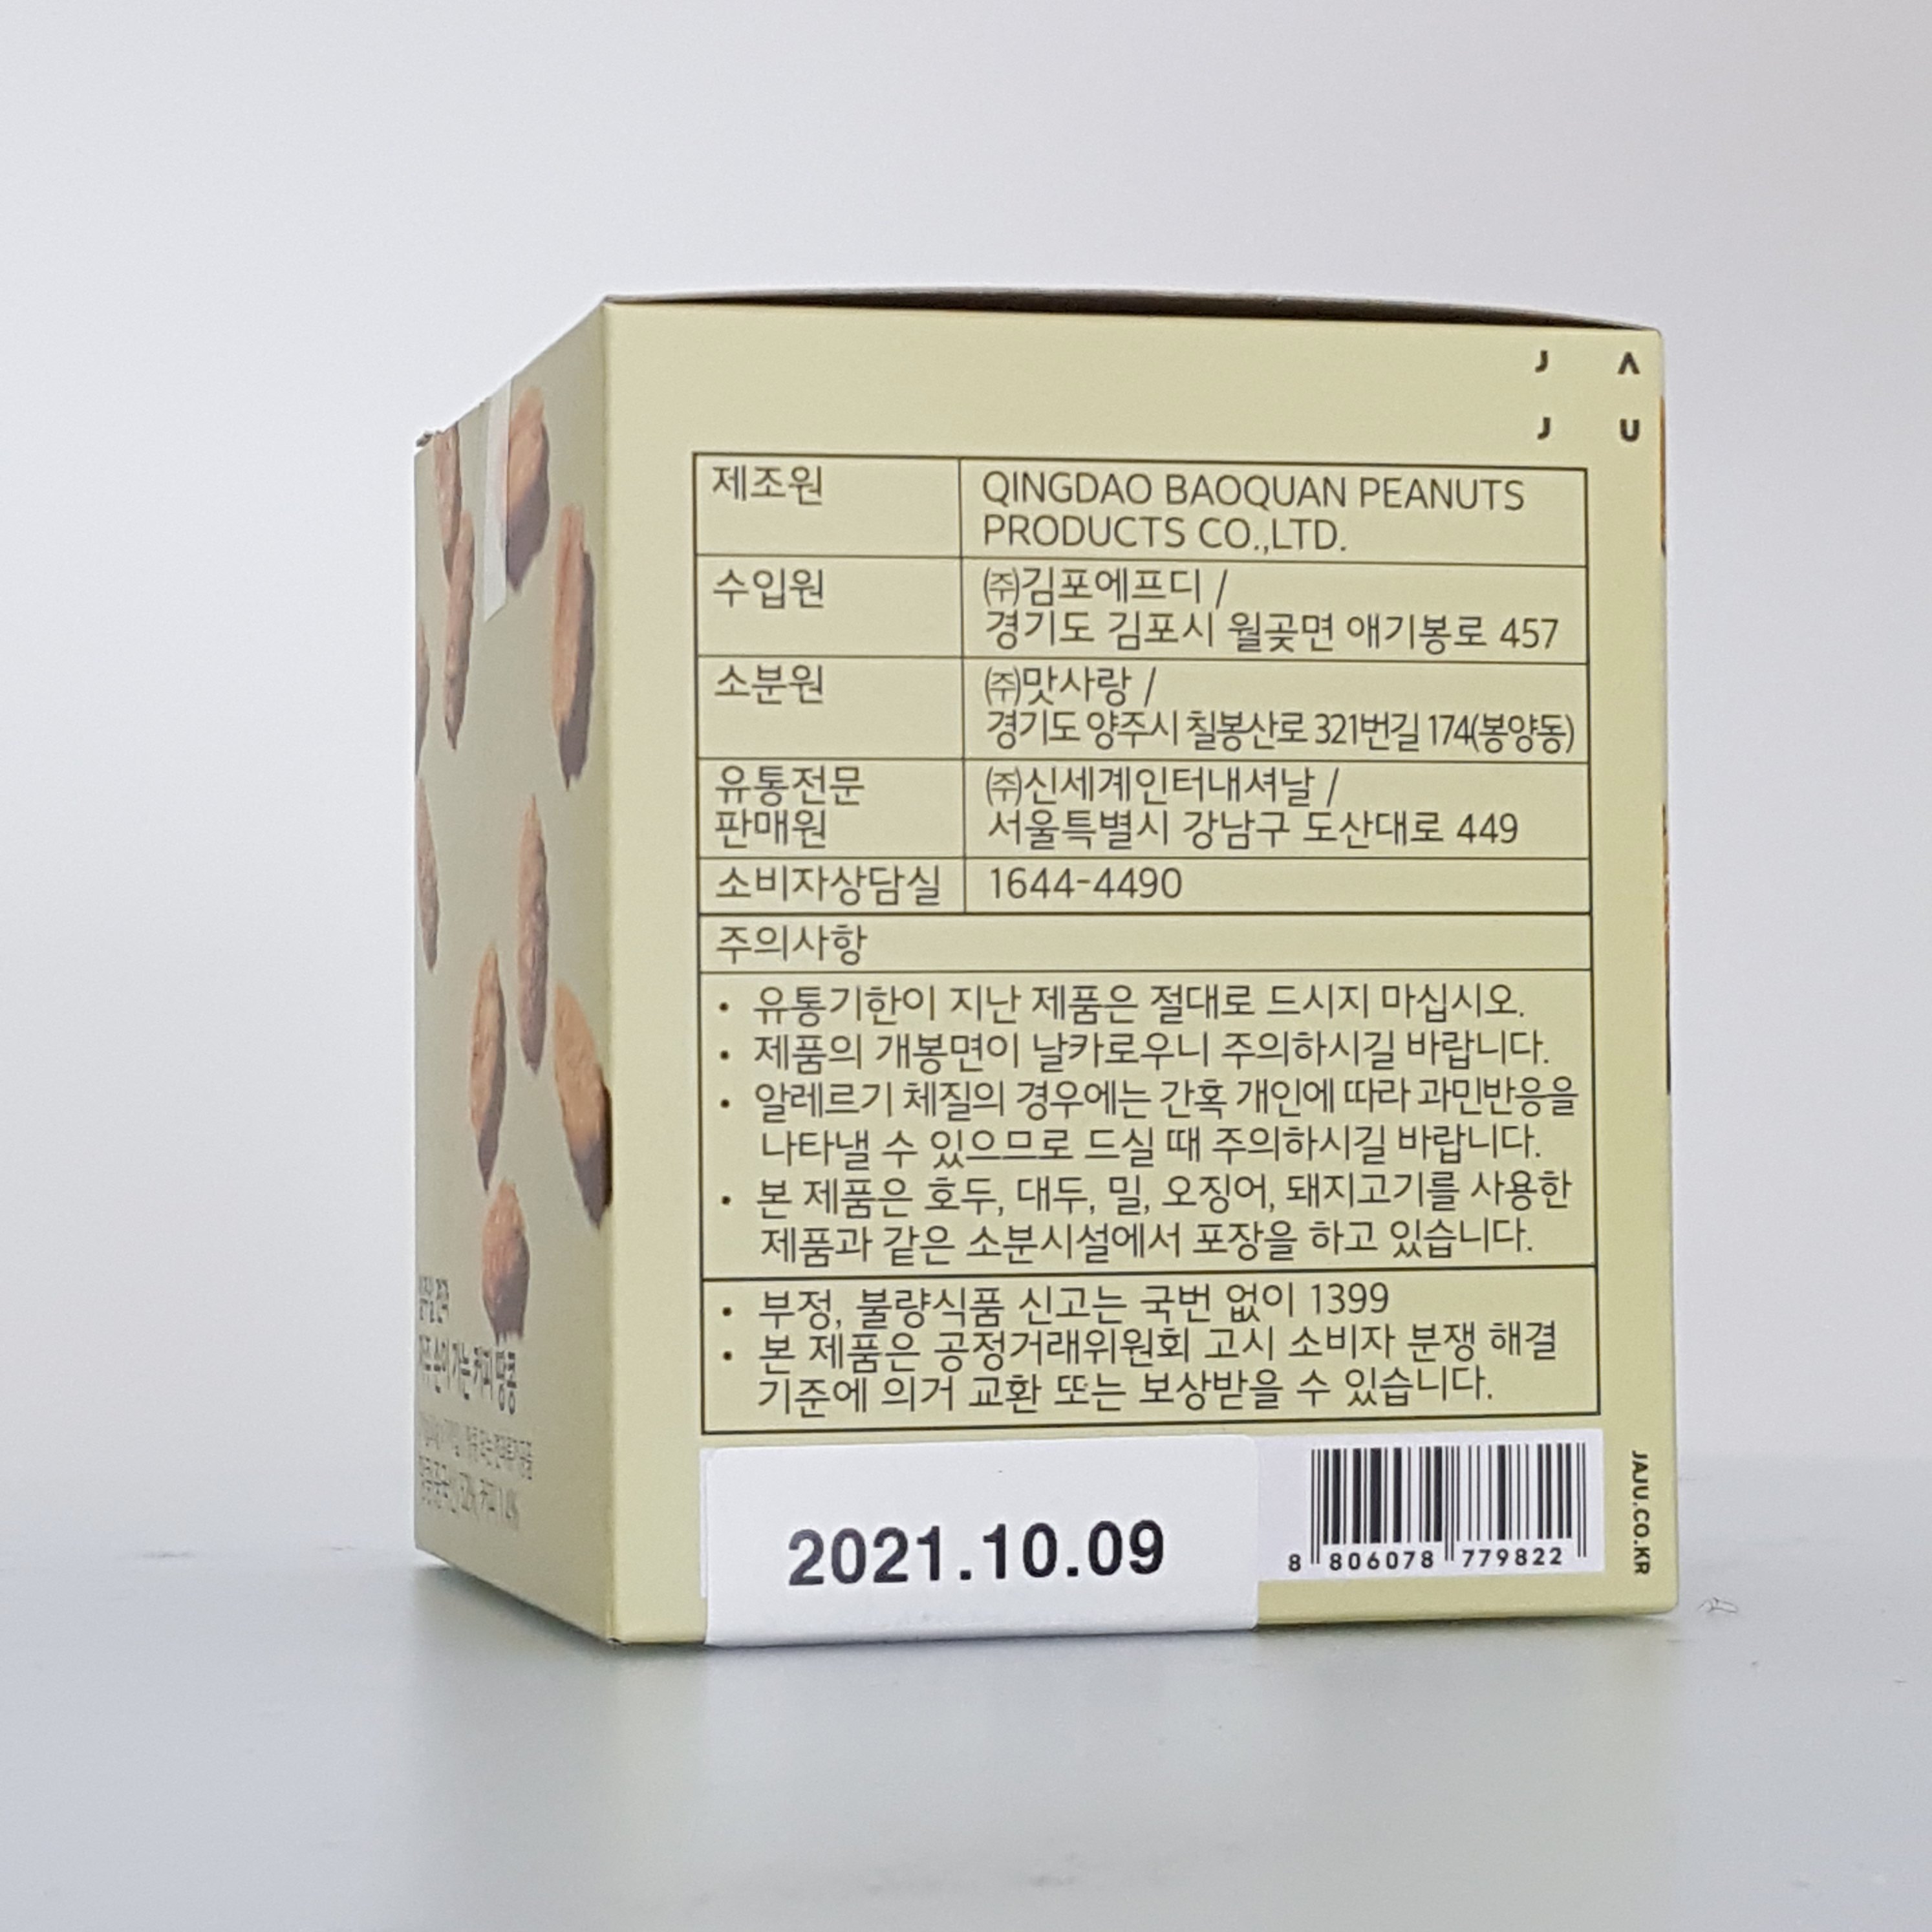 J A
J U
제조원
QINGDAO BAOQUAN PEANUTS
PRODUCTS CO.,LTD.
수입원
㈜김포에프디 /
경기도 김포시 월곶면 애기봉로 457
소분원
㈜맛사랑 /
경기도 양주시 칠봉산로 321번길 174(봉양동)
유통전문
판매원
㈜신세계인터내셔날 /
서울특별시 강남구 도산대로 449
소비자상담실
1644-4490
주의사항
• 유통기한이 지난 제품은 절대로 드시지 마십시오.
• 제품의 개봉면이 날카로우니 주의하시길 바랍니다.
• 알레르기 체질의 경우에는 간혹 개인에 따라 과민반응을
나타낼 수 있으므로 드실 때 주의하시길 바랍니다.
• 본 제품은 호두, 대두, 밀, 오징어, 돼지고기를 사용한
제품과 같은 소분시설에서 포장을 하고 있습니다.
• 부정, 불량식품 신고는 국번 없이 1399
• 본 제품은 공정거래위원회 고시 소비자 분쟁 해결
기준에 의거 교환 또는 보상받을 수 있습니다.
2021.10.09
8 806078 779822
JAJU.CO.KR
손이 가는 커피 땅콩